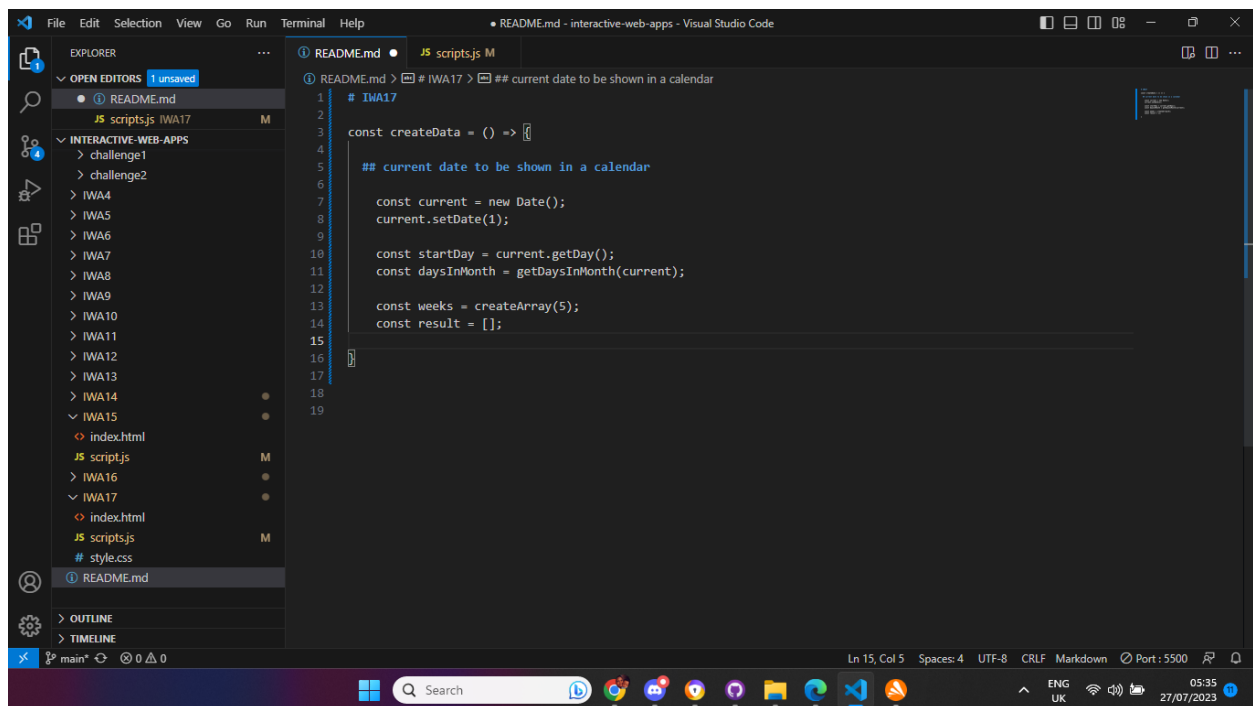 File Edit Selection View Go Run Terminal Help
● README.md - interactive-web-apps - Visual Studio Code
EXPLORER
OPEN EDITORS 1 unsaved
README.md
JS scripts.js IWA17 M
INTERACTIVE-WEB-APPS
challenge1
challenge2
IWA4
IWA5
IWA6
IWA7
IWA8
IWA9
IWA10
IWA11
IWA12
IWA13
IWA14
IWA15
index.html
JS script.js M
IWA16
IWA17
index.html
JS scripts.js M
# style.css
README.md
OUTLINE
TIMELINE
1
4
README.md ● JS scripts.js M
README.md > # IWA17 > ## current date to be shown in a calendar
1 # IWA17
2
3 const createData = () => {
4
5 ## current date to be shown in a calendar
6
7 const current = new Date();
8 current.setDate(1);
9
10 const startDay = current.getDay();
11 const daysInMonth = getDaysInMonth(current);
12
13 const weeks = createArray(5);
14 const result = [];
15
16 }
17
18
19
main* 0 0 Ln 15, Col 5 Spaces: 4 UTF-8 CRLF Markdown Port : 5500
Search
ENG
UK
05:35
27/07/2023
11